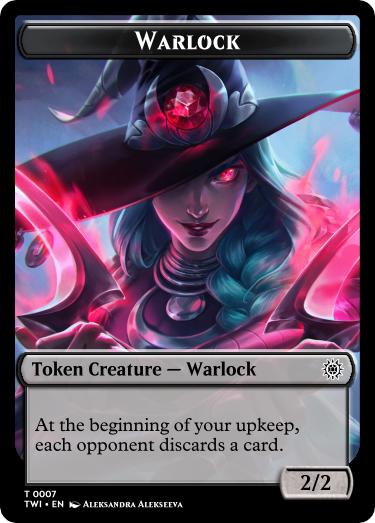 WARLOCK
Token Creature — Warlock
At the beginning of your upkeep,
each opponent discards a card.
2/2
T 0007
TWI • EN ALEKSANDRA ALEKSEEVA